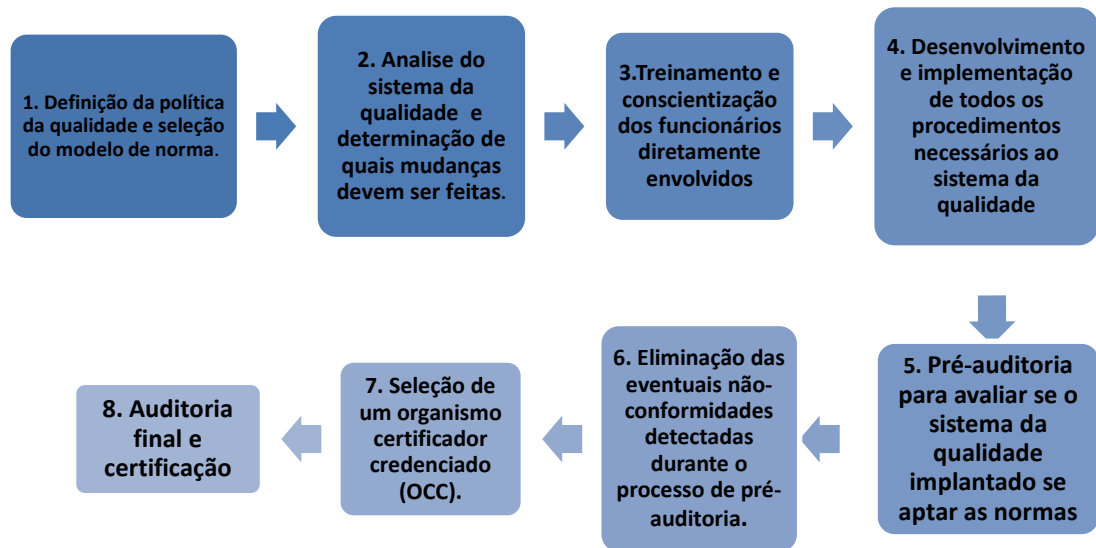 1. Definição da política
da qualidade e seleção
do modelo de norma.
2. Analise do
sistema da
qualidade e
determinação de
quais mudanças
devem ser feitas.
3.Treinamento e
conscientização
dos funcionários
diretamente
envolvidos
4. Desenvolvimento
e implementação
de todos os
procedimentos
necessários ao
sistema da
qualidade
5. Pré-auditoria
para avaliar se o
sistema da
qualidade
implantado se
aptar as normas
6. Eliminação das
eventuais não-
conformidades
detectadas
durante o
processo de pré-
auditoria.
7. Seleção de
um organismo
certificador
credenciado
(OCC).
8. Auditoria
final e
certificação